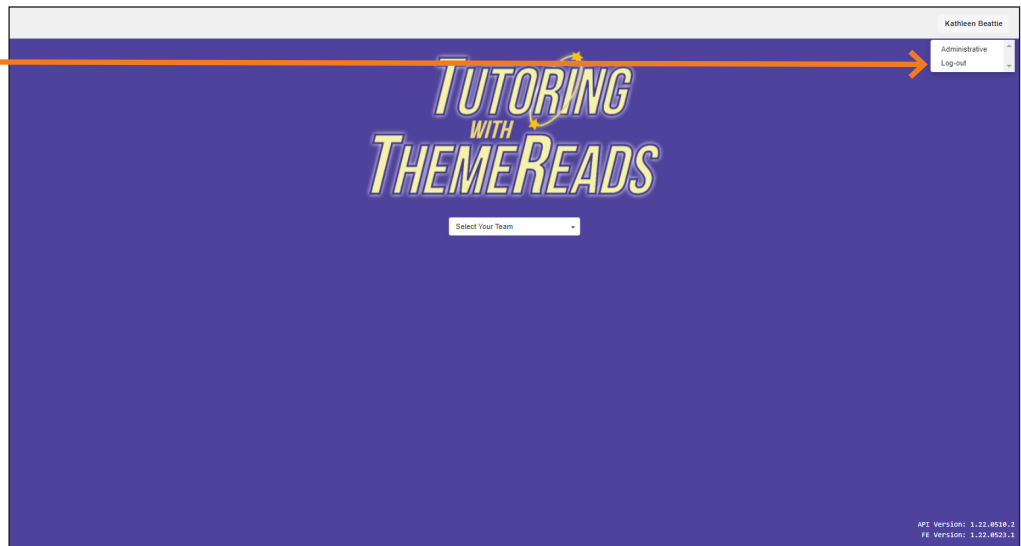 Kathleen Beattie
Administrative
Log-out
TUTORING
WITH
THEMEREADS
Select Your Team
API Version: 1.22.0510.2
FE Version: 1.22.0523.1